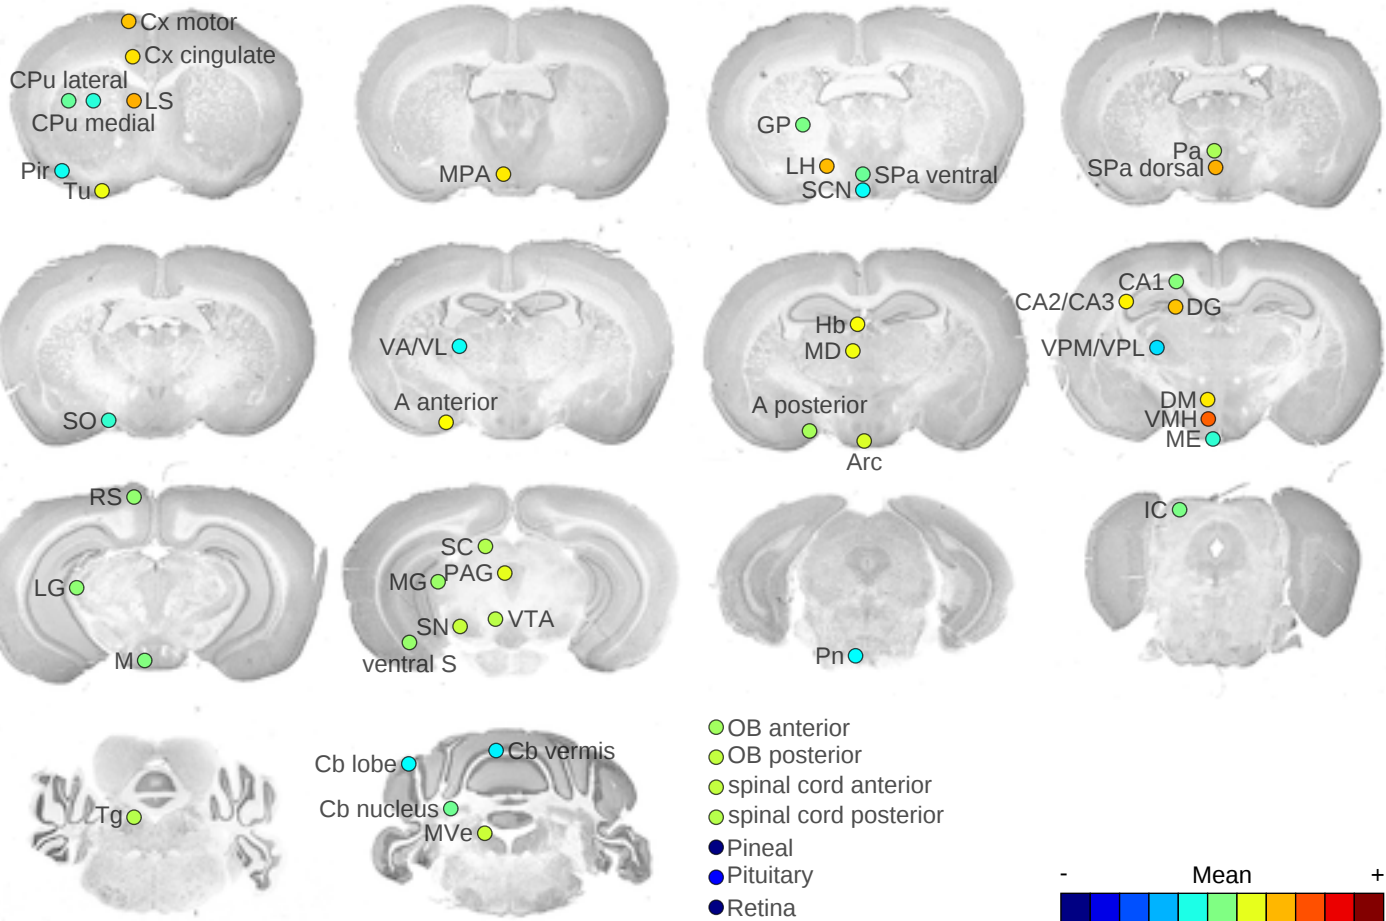 Cx motor
Cx cingulate
CPu lateral
LS
CPu medial
Pir
Tu
MPA
GP
LH
SPa ventral
SCN
Pa
SPa dorsal
SO
VA/VL
A anterior
Hb
MD
A posterior
Arc
CA1
CA2/CA3
DG
VPM/VPL
DM
VMH
ME
RS
LG
M
SC
MG
PAG
SN
VTA
ventral S
Pn
IC
Tg
Cb lobe
Cb vermis
Cb nucleus
MVe
OB anterior
OB posterior
spinal cord anterior
spinal cord posterior
Pineal
Pituitary
Retina
- Mean +